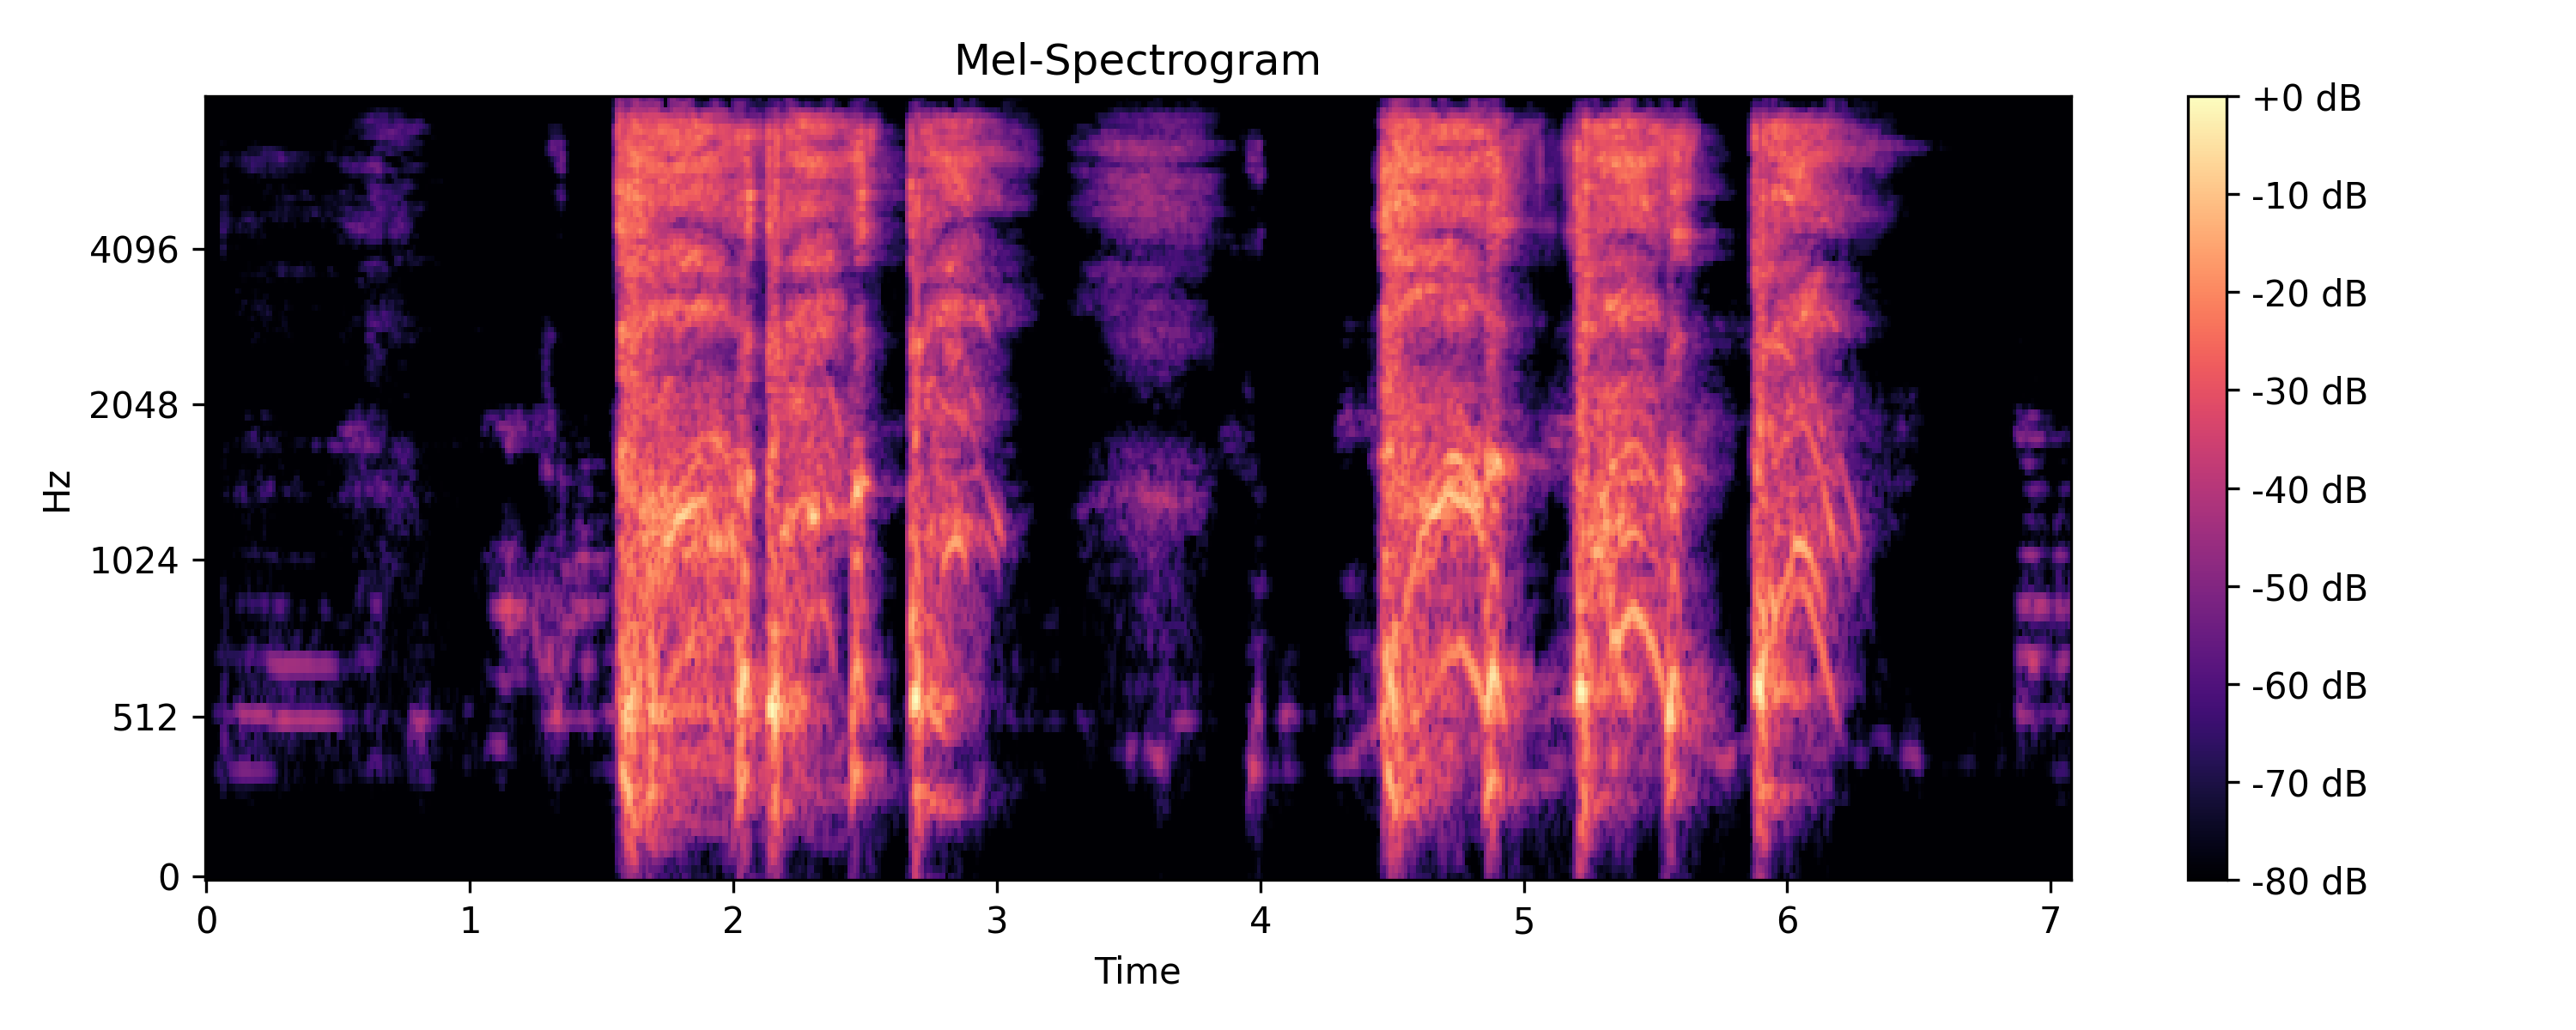 Mel-Spectrogram
+0 dB
-10 dB
-20 dB
-30 dB
-40 dB
-50 dB
-60 dB
-70 dB
-80 dB
Hz
4096
2048
1024
512
0
0 1 2 3 4 5 6 7
Time